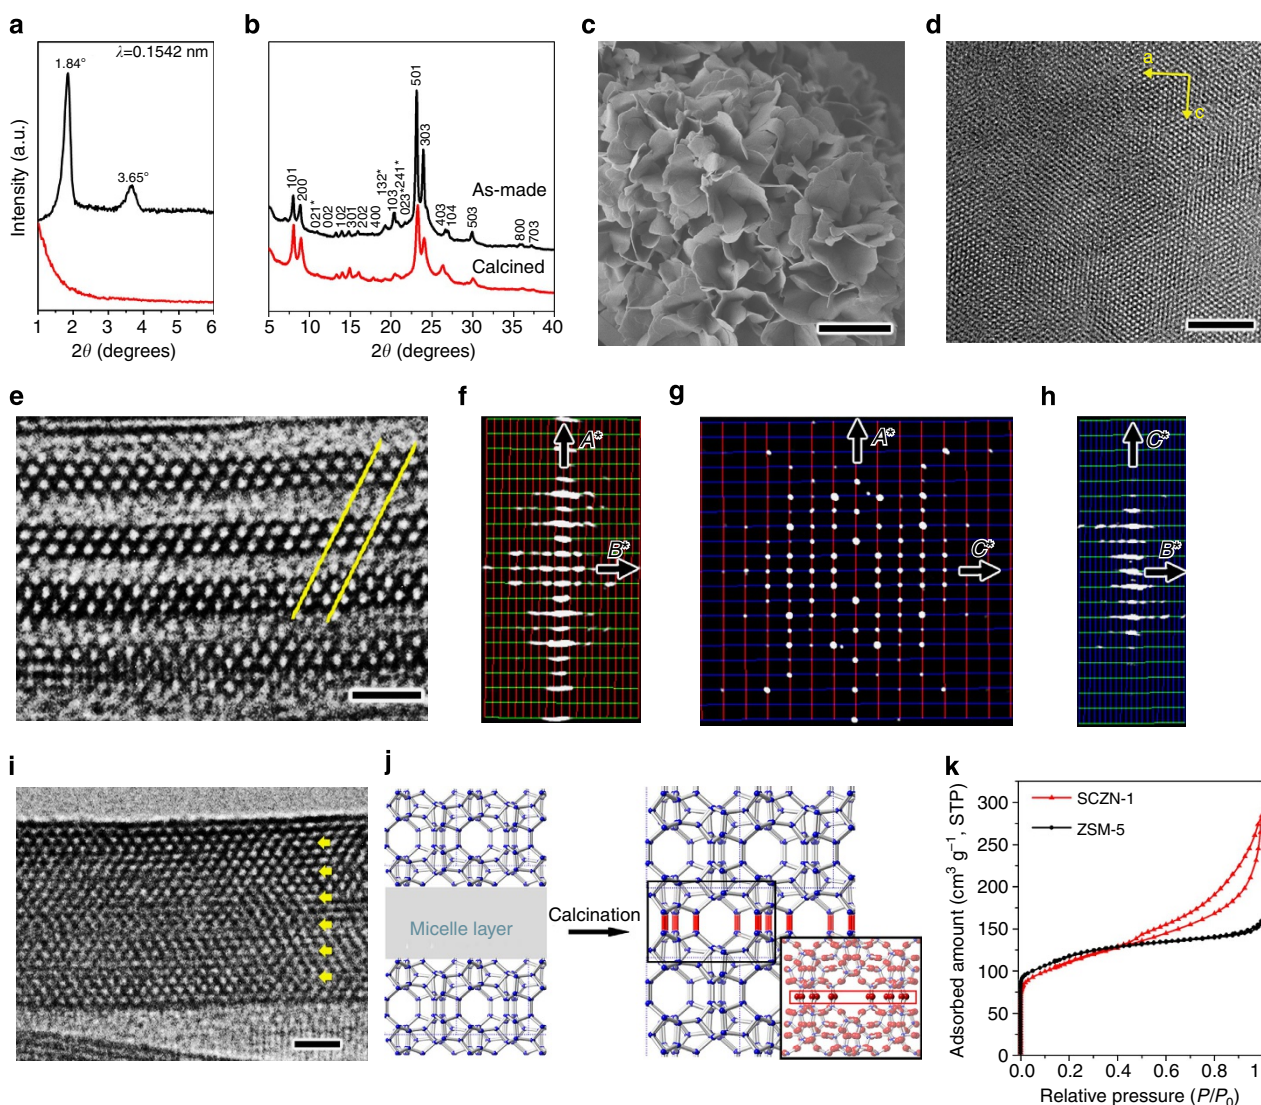 a
λ=0.1542 nm
1.84°
3.65°
Intensity (a.u.)
1 2 3 4 5 6
2θ (degrees)
b
501
303
101
200
021*
002
102
301
202
400
132*
103
241*
023*
403
104
503
800
703
As-made
Calcined
5 10 15 20 25 30 35 40
2θ (degrees)
c
d
a
c
e
f
A*
B*
g
A*
C*
h
C*
B*
i
j
Micelle layer
Calcination
k
SCZN-1
ZSM-5
Adsorbed amount (cm³ g⁻¹, STP)
300
250
200
150
100
50
0
0.0 0.2 0.4 0.6 0.8 1
Relative pressure (P/P₀)